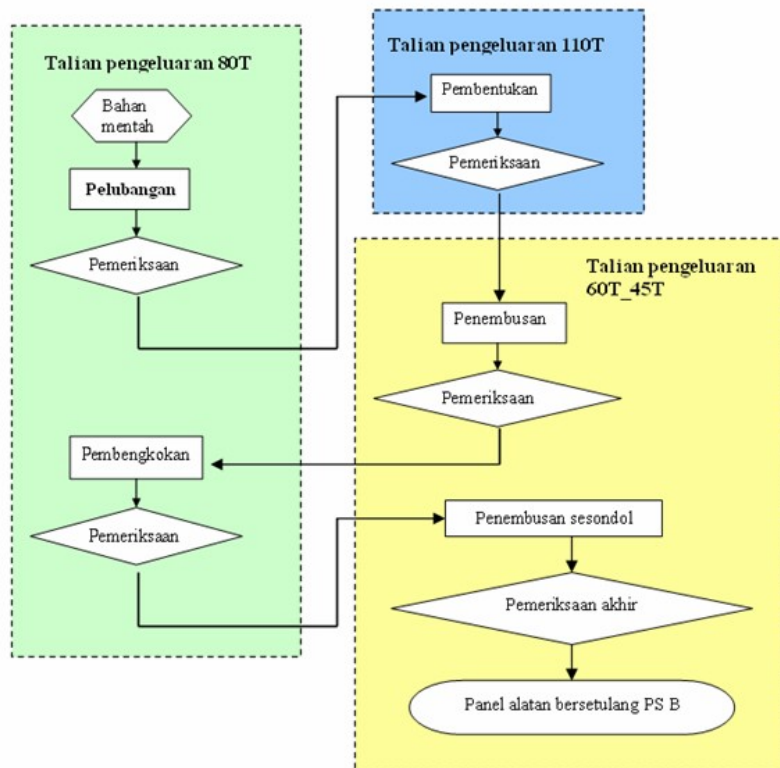 Talian pengeluaran 80T
Bahan
mentah
Pelubangan
Pemeriksaan
Talian pengeluaran 110T
Pembentukan
Pemeriksaan
Talian pengeluaran
60T_45T
Penembusan
Pemeriksaan
Pembengkokan
Pemeriksaan
Penembusan sesondol
Pemeriksaan akhir
Panel alatan bersetulang PS B